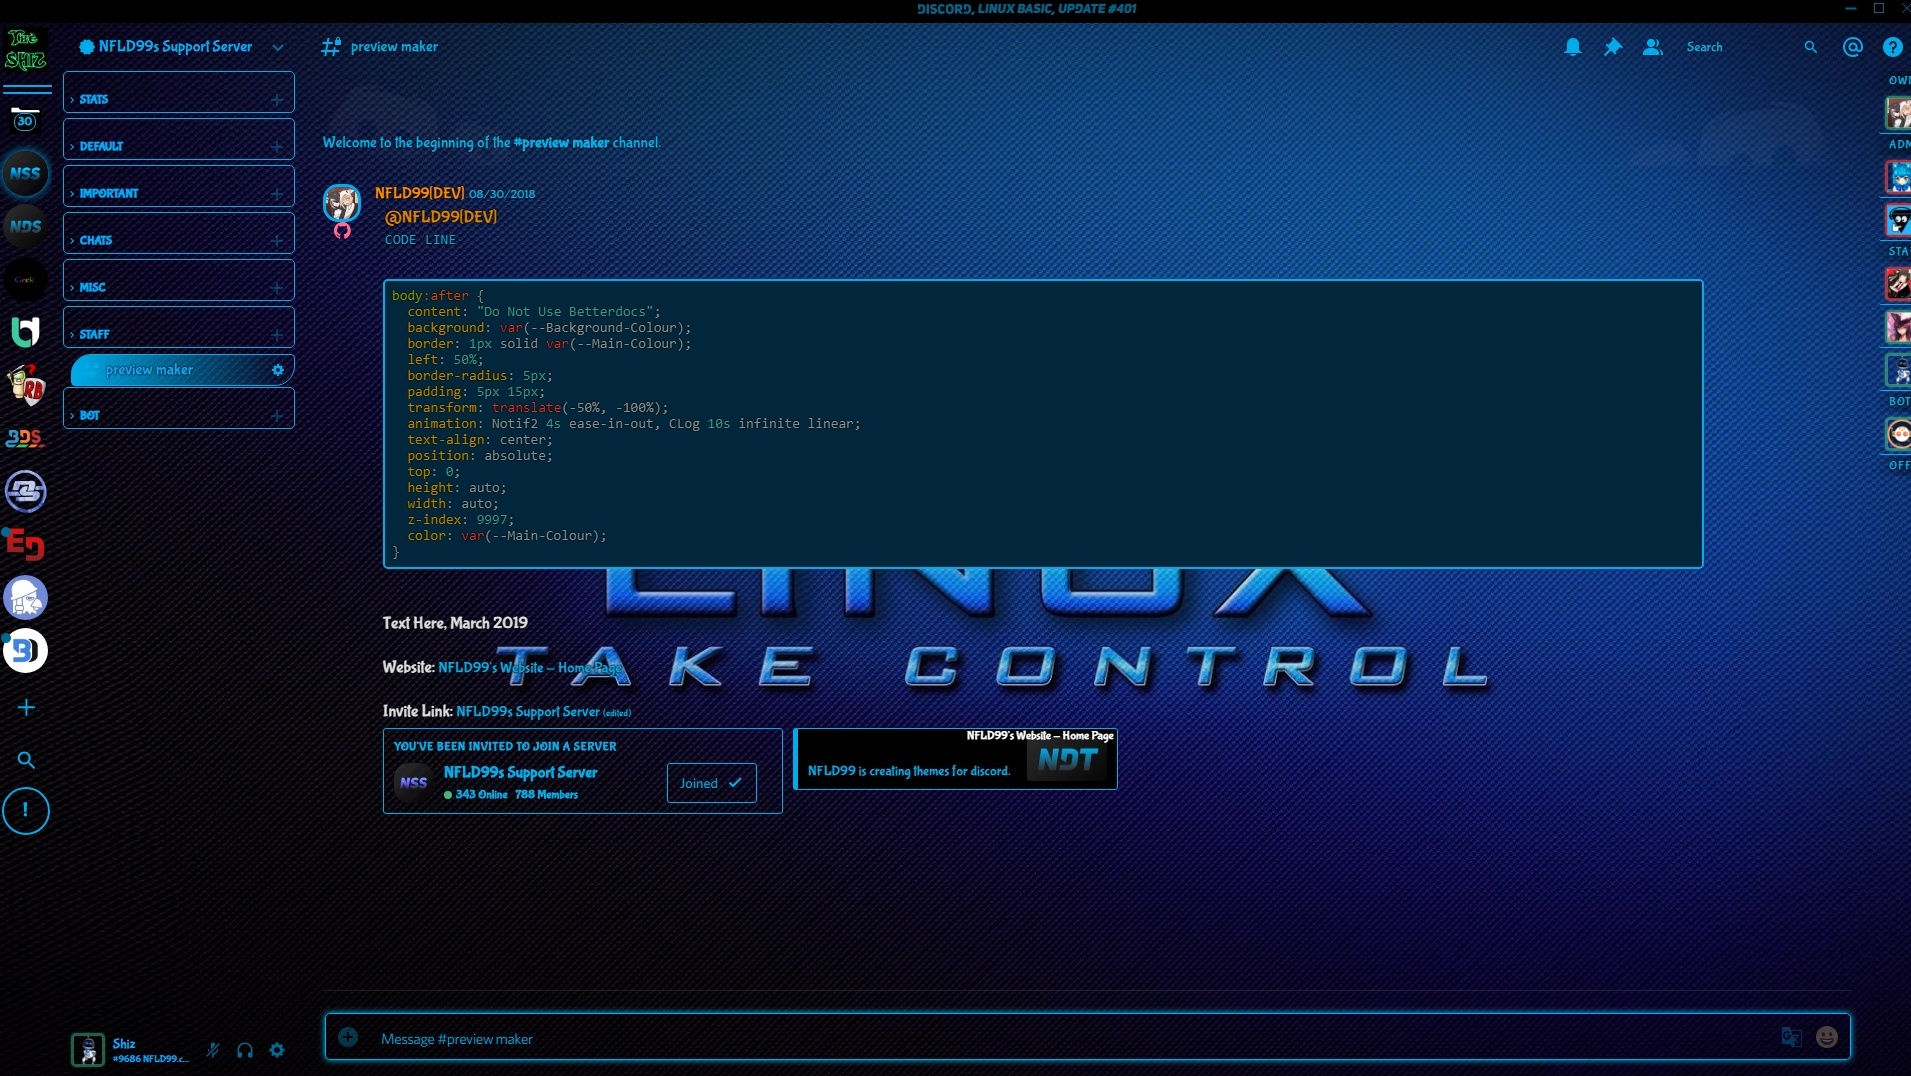 DISCORD, LINUX BASIC, UPDATE #401
The SHIZ
NFLD99s Support Server
preview maker
Search
30
NSS
NDS
Geek
RB
BDS
ED
STATS
DEFAULT
IMPORTANT
CHATS
MISC
STAFF
preview maker
BOT
Welcome to the beginning of the #preview maker channel.
NFLD99[DEV] 08/30/2018
@NFLD99[DEV]
CODE LINE
body:after {
content: "Do Not Use Betterdocs";
background: var(--Background-Colour);
border: 1px solid var(--Main-Colour);
left: 50%;
border-radius: 5px;
padding: 5px 15px;
transform: translate(-50%, -100%);
animation: Notif2 4s ease-in-out, CLog 10s infinite linear;
text-align: center;
position: absolute;
top: 0;
height: auto;
width: auto;
z-index: 9997;
color: var(--Main-Colour);
}
LINUX
TAKE CONTROL
Text Here, March 2019
Website: NFLD99's Website – Home Page
Invite Link: NFLD99s Support Server (edited)
YOU'VE BEEN INVITED TO JOIN A SERVER
NSS
NFLD99s Support Server
343 Online 788 Members
Joined
NFLD99's Website – Home Page
NFLD99 is creating themes for discord.
NDT
OWN
ADM
STA
BOT
OFF
Shiz
#9686 NFLD99.c...
Message #preview maker